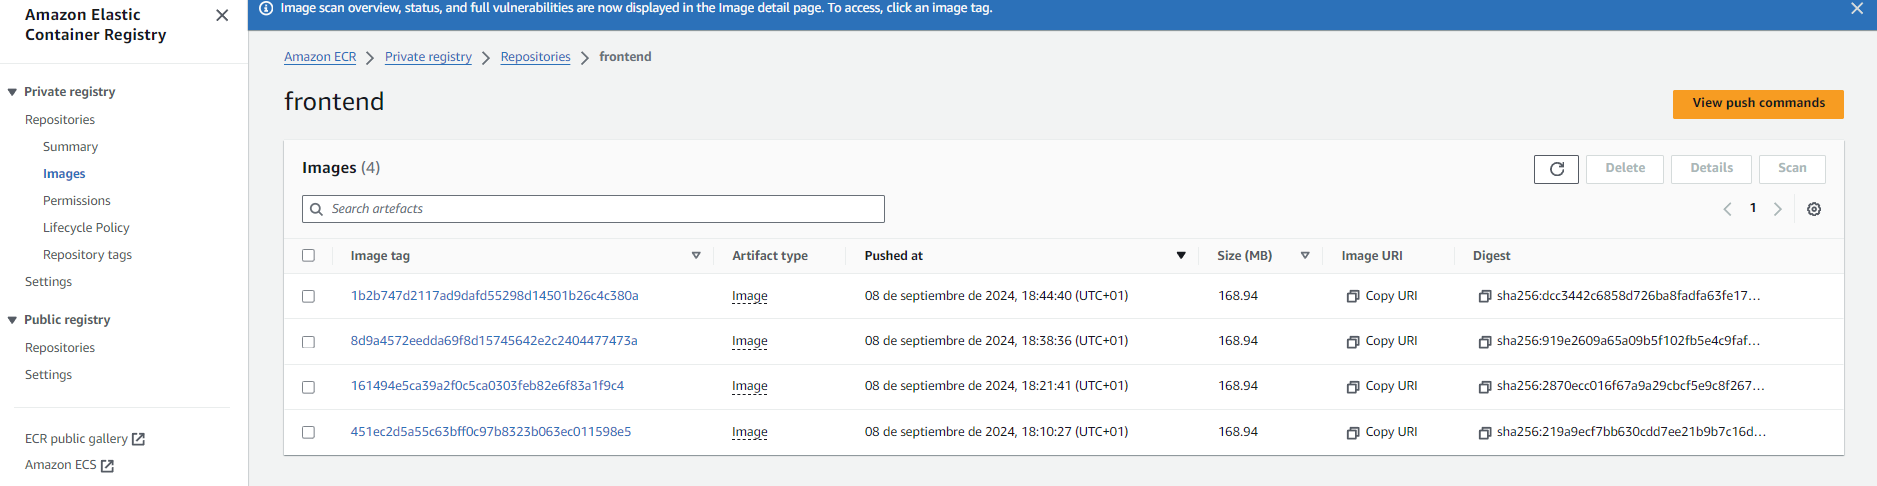 Amazon Elastic
Container Registry
Private registry
Repositories
Summary
Images
Permissions
Lifecycle Policy
Repository tags
Settings
Public registry
Repositories
Settings
ECR public gallery
Amazon ECS
Image scan overview, status, and full vulnerabilities are now displayed in the Image detail page. To access, click an image tag.
Amazon ECR > Private registry > Repositories > frontend
frontend
View push commands
Images (4)
Delete Details Scan
Search artefacts
1
Image tag Artifact type Pushed at Size (MB) Image URI Digest
1b2b747d2117ad9dafd55298d14501b26c4c380a Image 08 de septiembre de 2024, 18:44:40 (UTC+01) 168.94 Copy URI sha256:dcc3442c6858d726ba8fadfa63fe17...
8d9a4572eedda69f8d15745642e2c2404477473a Image 08 de septiembre de 2024, 18:38:36 (UTC+01) 168.94 Copy URI sha256:919e2609a65a09b5f102fb5e4c9faf...
161494e5ca39a2f0c5ca0303feb82e6f83a1f9c4 Image 08 de septiembre de 2024, 18:21:41 (UTC+01) 168.94 Copy URI sha256:2870ecc016f67a9a29cbcf5e9c8f267...
451ec2d5a55c63bff0c97b8323b063ec011598e5 Image 08 de septiembre de 2024, 18:10:27 (UTC+01) 168.94 Copy URI sha256:219a9ecf7bb630cdd7ee21b9b7c16d...